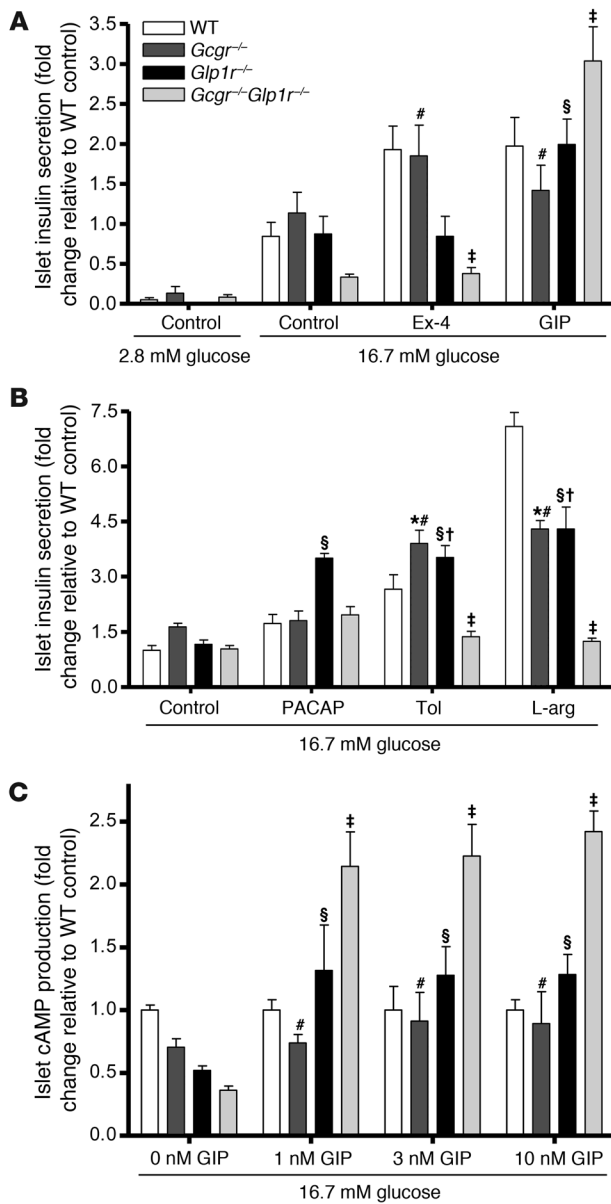 A
Islet insulin secretion (fold
change relative to WT control)
3.5
3.0
2.5
2.0
1.5
1.0
0.5
0.0
WT
Gcgr–/–
Glp1r–/–
Gcgr–/–Glp1r–/–
#
‡
#
§
‡
Control
Control
Ex-4
GIP
2.8 mM glucose
16.7 mM glucose
B
Islet insulin secretion (fold
change relative to WT control)
7.5
6.0
4.5
3.0
1.5
0.0
§
*#
§†
‡
*#
§†
‡
Control
PACAP
Tol
L-arg
16.7 mM glucose
C
Islet cAMP production (fold
change relative to WT control)
2.5
2.0
1.5
1.0
0.5
0.0
#
§
‡
#
§
‡
#
§
‡
0 nM GIP
1 nM GIP
3 nM GIP
10 nM GIP
16.7 mM glucose